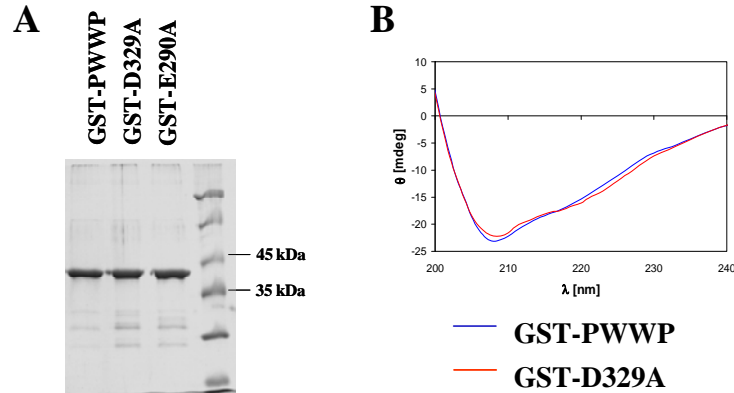 A
GST-PWWP
GST-D329A
GST-E290A
45 kDa
35 kDa
B
10
5
0
-5
-10
-15
-20
-25
θ [mdeg]
200
210
220
230
240
λ [nm]
GST-PWWP
GST-D329A